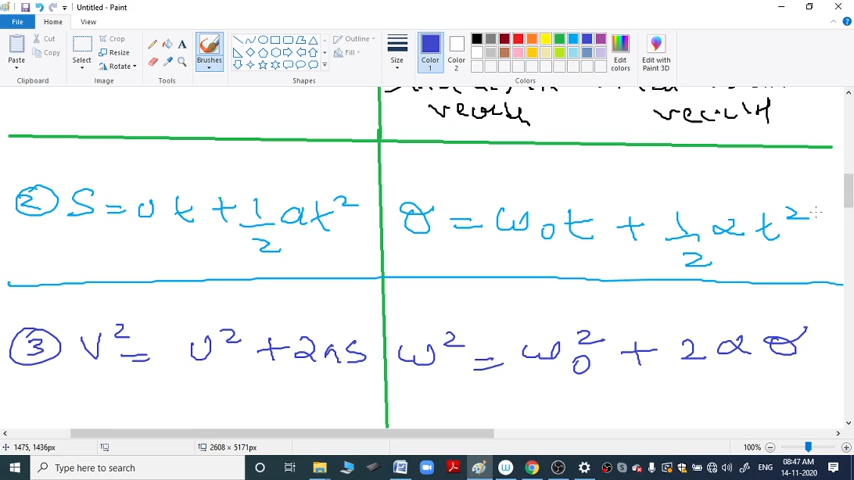 Untitled - Paint
File Home View
Paste
Cut
Copy
Clipboard
Select
Crop
Resize
Rotate
Image
Tools
Brushes
Outline
Fill
Shapes
Size
Color 1
Color 2
Edit colors
Colors
Edit with Paint 3D
② S = ut + 1/2 at² θ = ω₀t + 1/2 αt²
③ v² = u² + 2as ω² = ω₀² + 2αθ
1475, 1436px
2608 × 5171px
100%
Type here to search
ENG
08:47 AM
14-11-2020